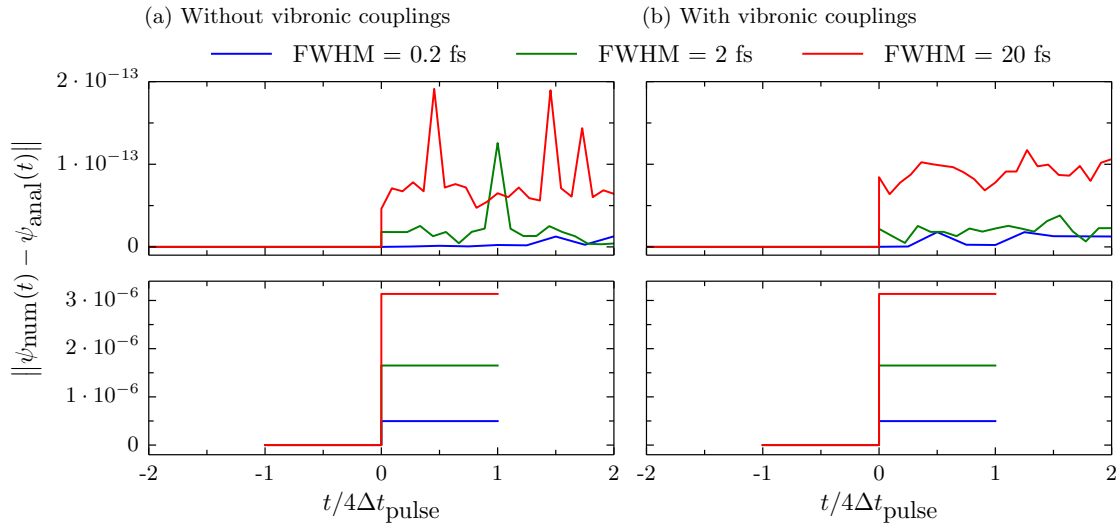 (a) Without vibronic couplings
(b) With vibronic couplings
FWHM = 0.2 fs
FWHM = 2 fs
FWHM = 20 fs
||ψnum(t) − ψanal(t)||
2 · 10⁻¹³
1 · 10⁻¹³
0
3 · 10⁻⁶
2 · 10⁻⁶
1 · 10⁻⁶
0
-2 -1 0 1 2
-2 -1 0 1 2
t/4Δtpulse
t/4Δtpulse